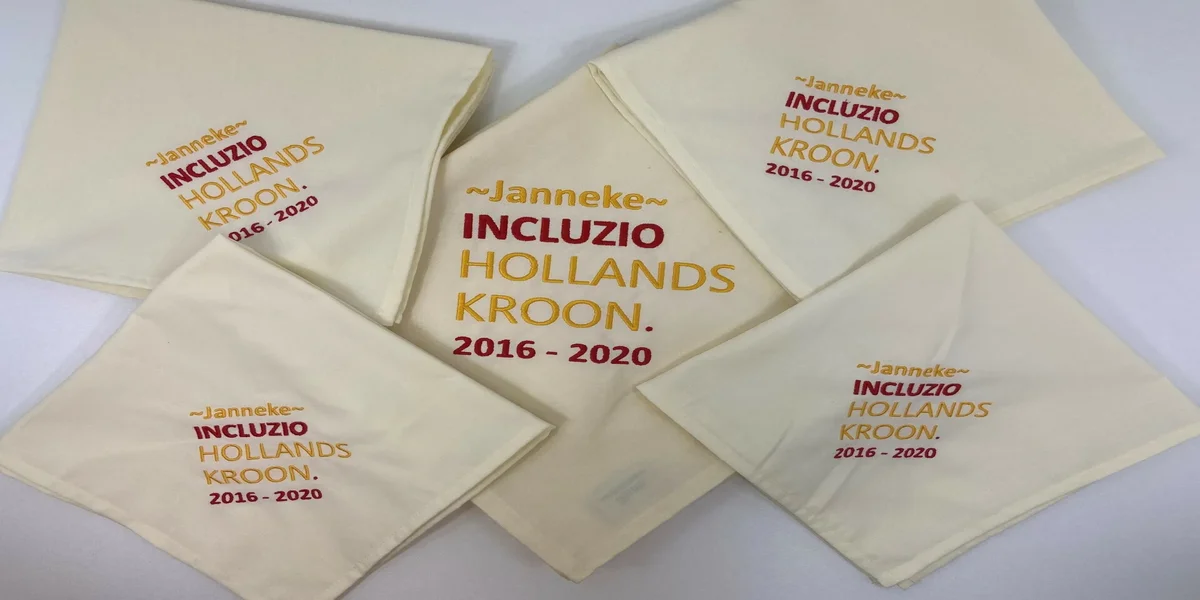 ~Janneke~
INCLUZIO
HOLLANDS
KROON.
016 - 2020
~Janneke~
INCLUZIO
HOLLANDS
KROON.
2016 - 2020
~Janneke~
INCLUZIO
HOLLANDS
KROON.
2016 - 2020
~Janneke~
INCLUZIO
HOLLANDS
KROON.
2016 - 2020
~Janneke~
INCLUZIO
HOLLANDS
KROON.
2016 - 2020